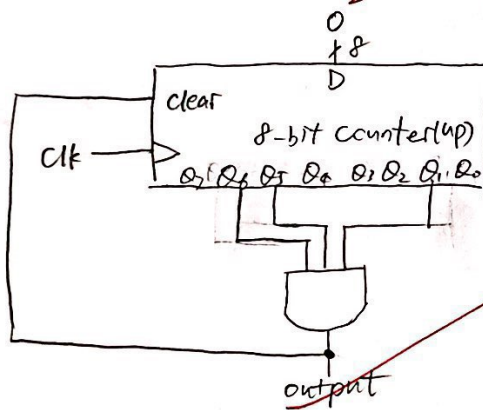 0
8
D
clear
8-bit counter(up)
Clk
Q7 Q6 Q5 Q4 Q3 Q2 Q1 Q0
output